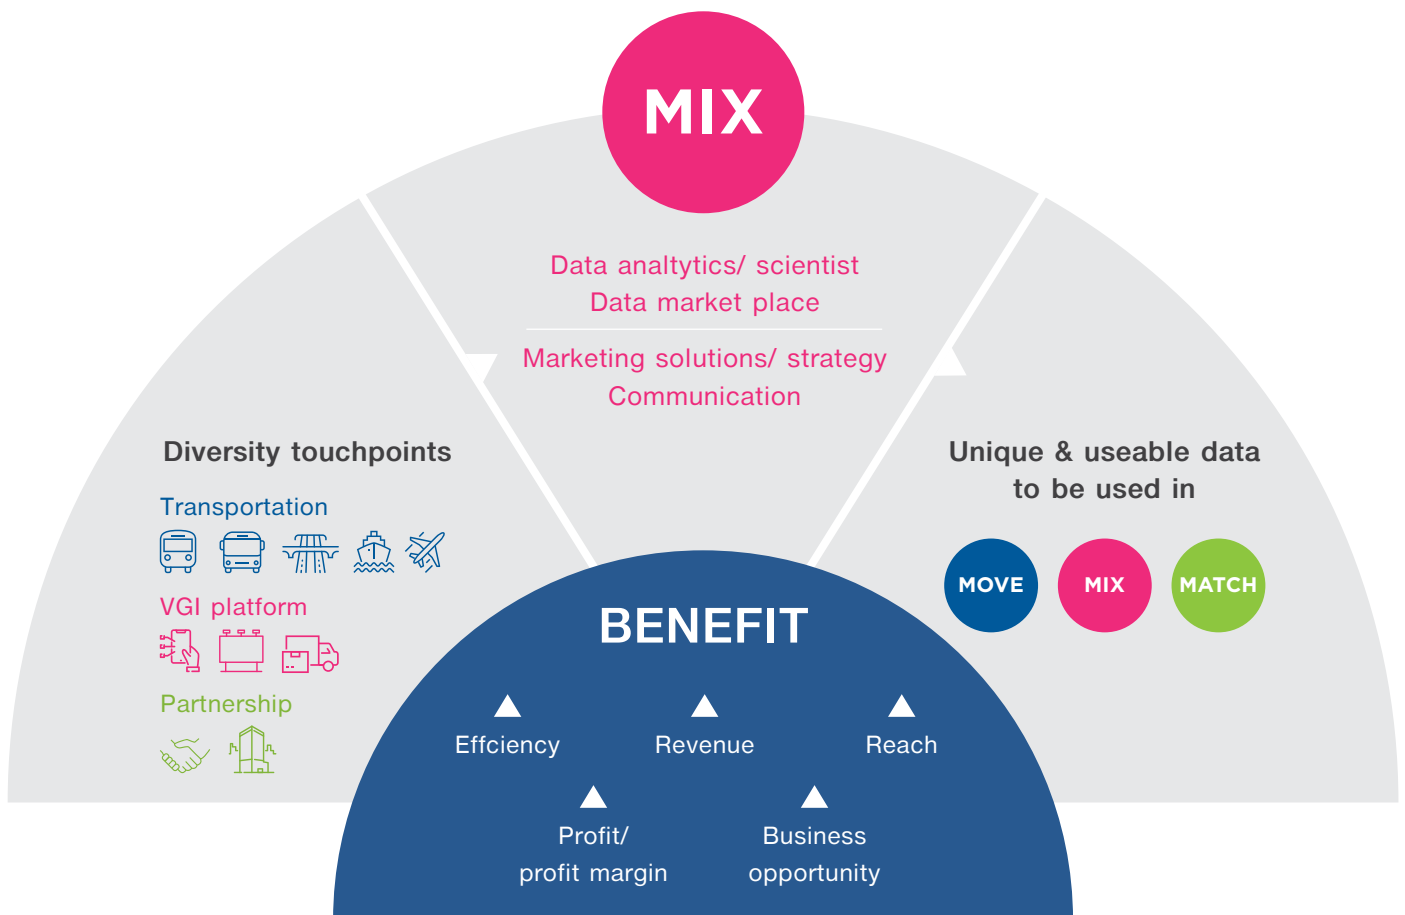 MIX
Data analtytics/ scientist
Data market place
Marketing solutions/ strategy
Communication
Diversity touchpoints
Transportation
VGI platform
Partnership
Unique & useable data
to be used in
MOVE
MIX
MATCH
BENEFIT
Effciency
Revenue
Reach
Profit/
profit margin
Business
opportunity